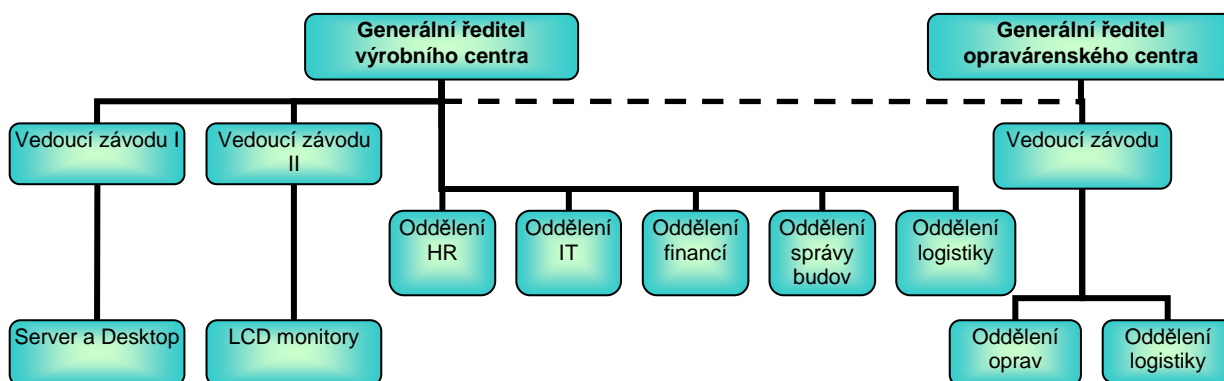 Generální ředitel
výrobního centra
Generální ředitel
opravárenského centra
Vedoucí závodu I
Vedoucí závodu
II
Vedoucí závodu
Oddělení
HR
Oddělení
IT
Oddělení
financí
Oddělení
správy
budov
Oddělení
logistiky
Server a Desktop
LCD monitory
Oddělení
oprav
Oddělení
logistiky